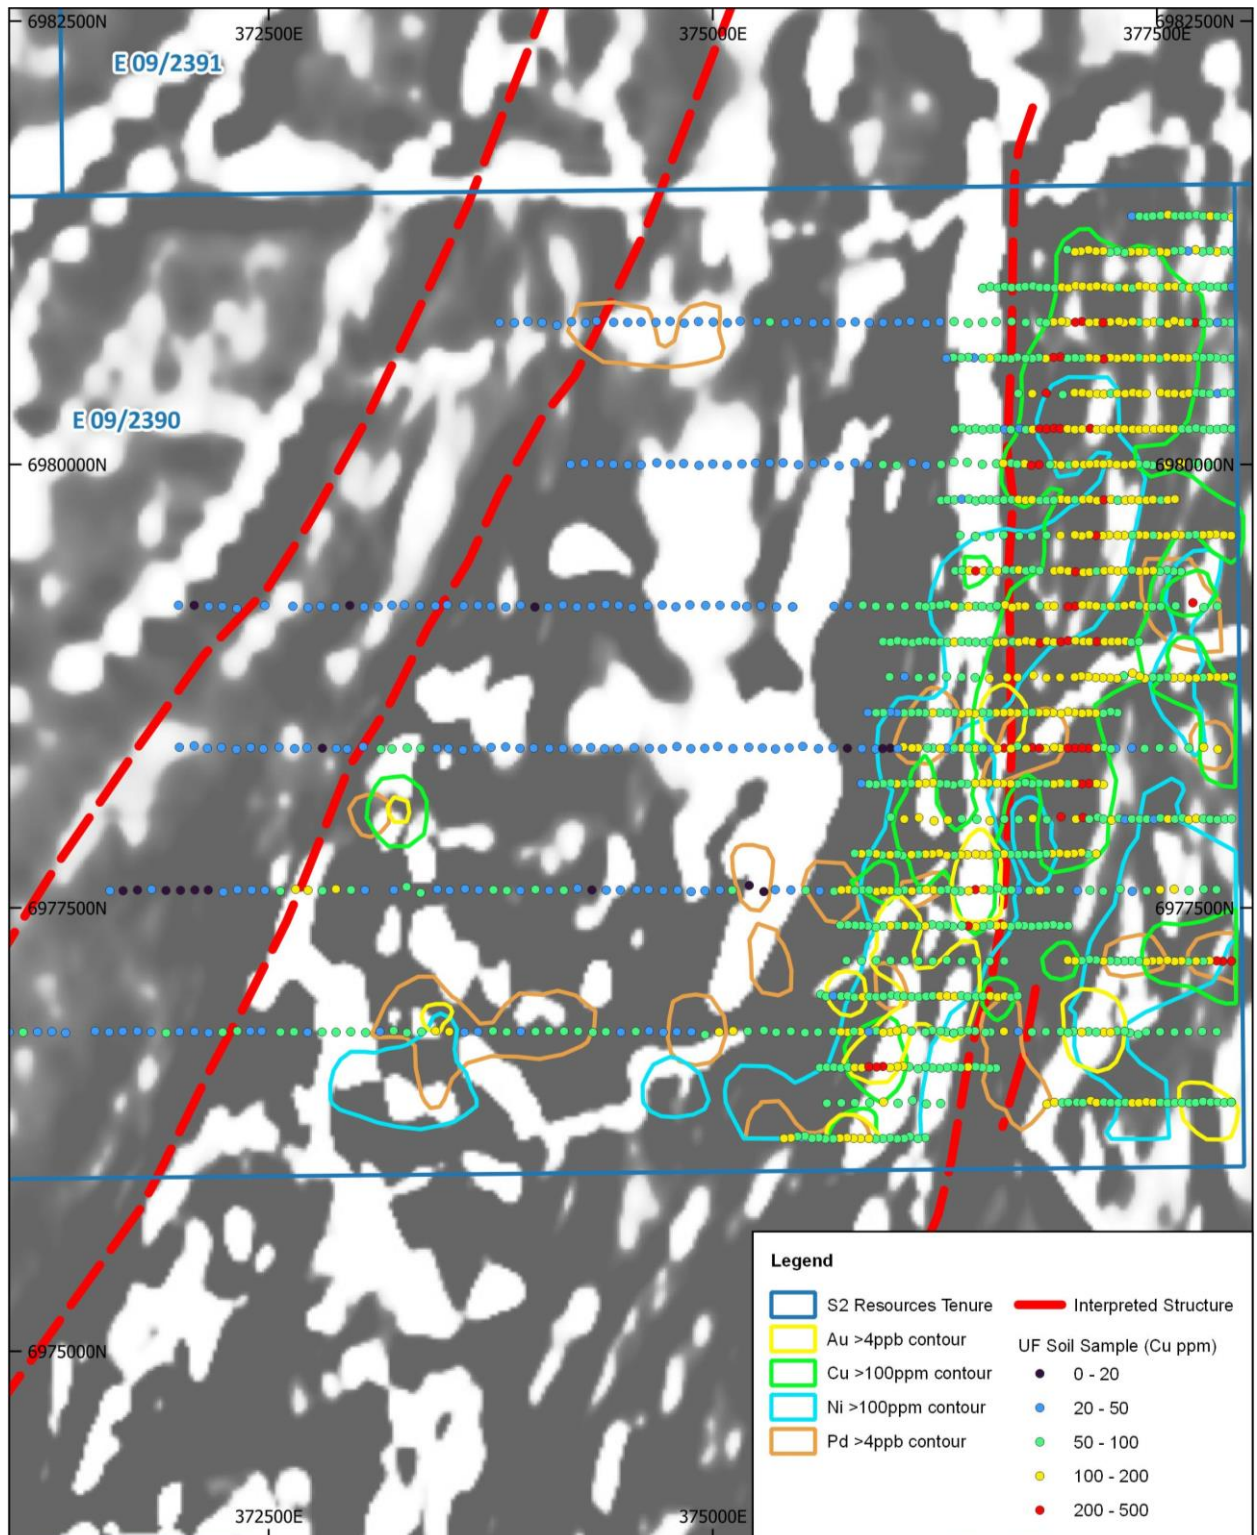 6982500N
372500E
375000E
6982500N
377500E
E 09/2391
E 09/2390
6980000N
6980000N
6977500N
6977500N
6975000N
372500E
375000E
Legend
S2 Resources Tenure
Au >4ppb contour
Cu >100ppm contour
Ni >100ppm contour
Pd >4ppb contour
Interpreted Structure
UF Soil Sample (Cu ppm)
0 - 20
20 - 50
50 - 100
100 - 200
200 - 500